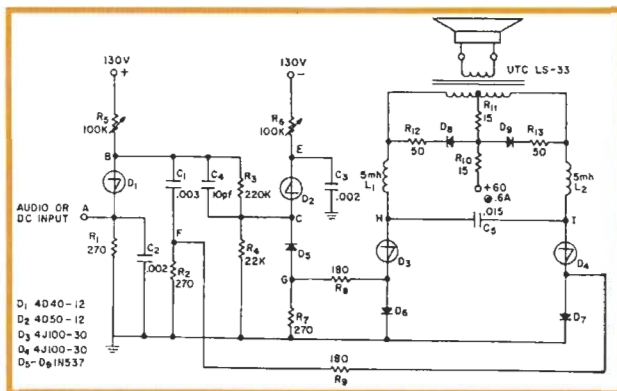 130V
+
130V
−
UTC LS-33
R5
100K
R6
100K
R11
15
R12
50
D8
D9
R13
50
R10
15
+60
@ .6A
5mh
L1
5mh
L2
B
D1
C1
.003
C4
10pf
R3
220K
E
D2
C3
.002
H
.015
C5
I
AUDIO OR
DC INPUT
A
C
D5
D3
D4
R1
270
C2
.002
F
R2
270
R4
22K
G
180
R8
R7
270
D6
D7
D1 4D40-12
D2 4D50-12
D3 4J100-30
D4 4J100-30
D5-D9 1N537
180
R9